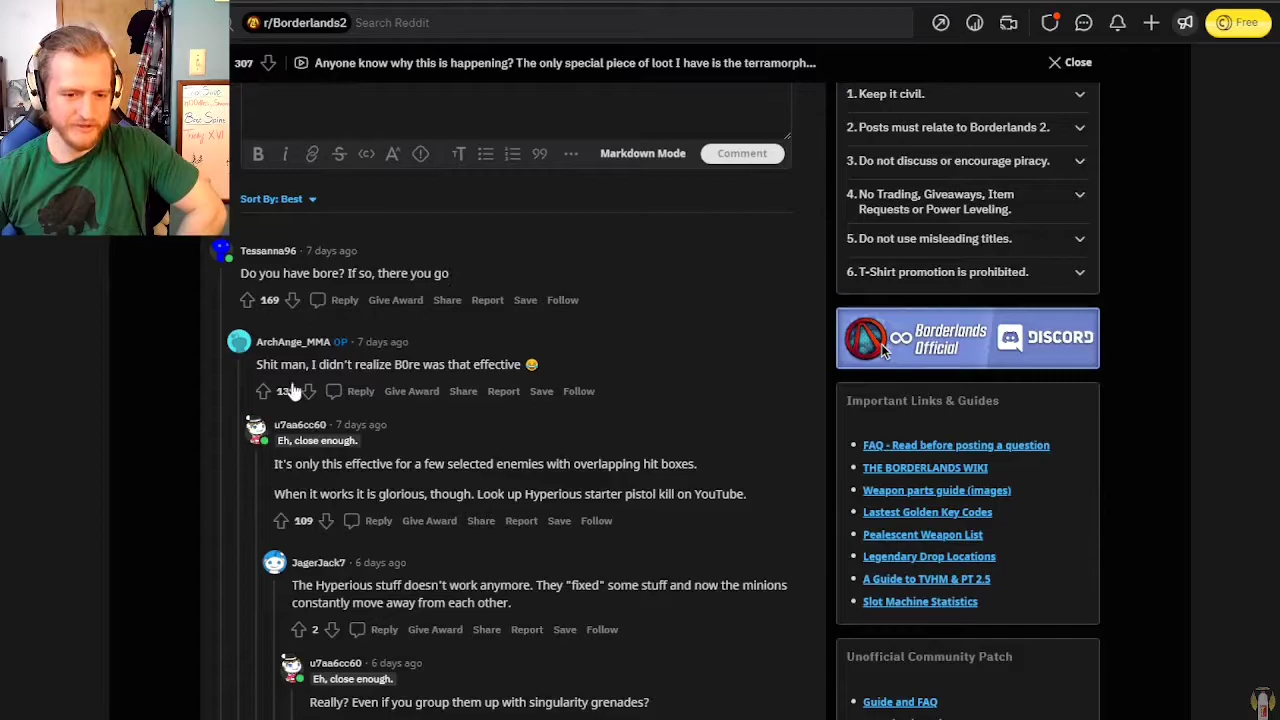 r/Borderlands2 Search Reddit
Free
307 Anyone know why this is happening? The only special piece of loot I have is the terramorph...
Close
Markdown Mode
Comment
Sort By: Best
Tessanna96 · 7 days ago
Do you have bore? If so, there you go
169 Reply Give Award Share Report Save Follow
ArchAnge_MMA OP · 7 days ago
Shit man, I didn't realize B0re was that effective 😂
Reply Give Award Share Report Save Follow
u7aa6cc60 · 7 days ago
Eh, close enough.
It's only this effective for a few selected enemies with overlapping hit boxes.
When it works it is glorious, though. Look up Hyperious starter pistol kill on YouTube.
109 Reply Give Award Share Report Save Follow
JagerJack7 · 6 days ago
The Hyperious stuff doesn't work anymore. They "fixed" some stuff and now the minions
constantly move away from each other.
2 Reply Give Award Share Report Save Follow
u7aa6cc60 · 6 days ago
Eh, close enough.
Really? Even if you group them up with singularity grenades?
1. Keep it civil.
2. Posts must relate to Borderlands 2.
3. Do not discuss or encourage piracy.
4. No Trading, Giveaways, Item
Requests or Power Leveling.
5. Do not use misleading titles.
6. T-Shirt promotion is prohibited.
Borderlands
Official
DISCORD
Important Links & Guides
FAQ - Read before posting a question
THE BORDERLANDS WIKI
Weapon parts guide (images)
Lastest Golden Key Codes
Pealescent Weapon List
Legendary Drop Locations
A Guide to TVHM & PT 2.5
Slot Machine Statistics
Unofficial Community Patch
Guide and FAQ